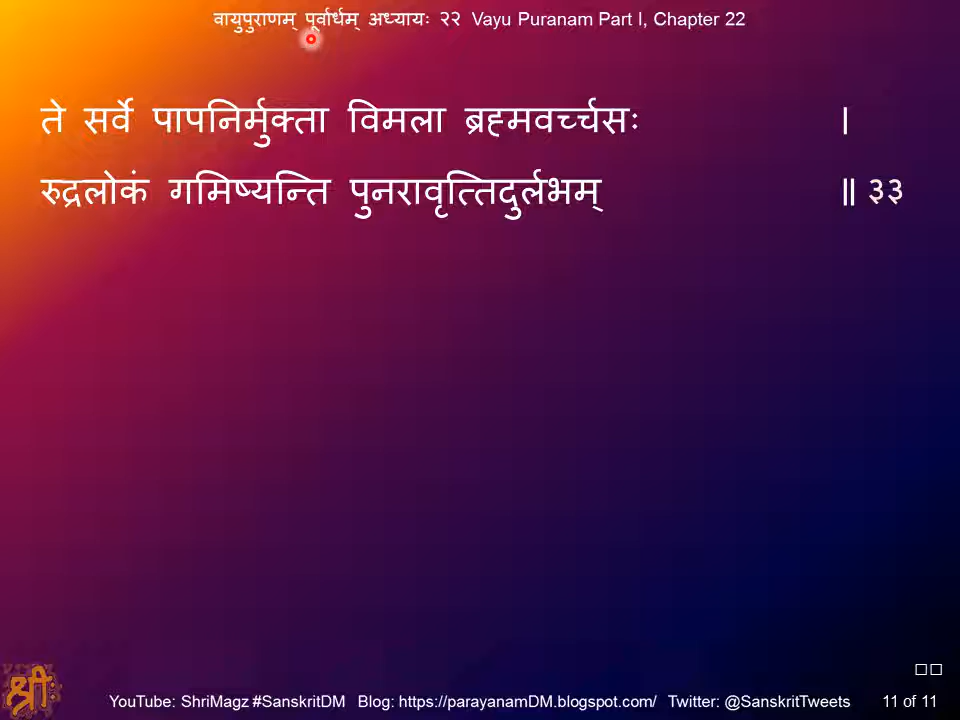 वायुपुराणम् पूर्वार्धम् अध्यायः २२ Vayu Puranam Part I, Chapter 22
ते सर्वे पापनिर्मुक्ता विमला ब्रह्मवर्च्चसः ।
रुद्रलोकं गमिष्यन्ति पुनरावृत्तिदुर्लभम् ॥ ३३
श्रीः
YouTube: ShriMagz #SanskritDM Blog: https://parayanamDM.blogspot.com/ Twitter: @SanskritTweets 11 of 11